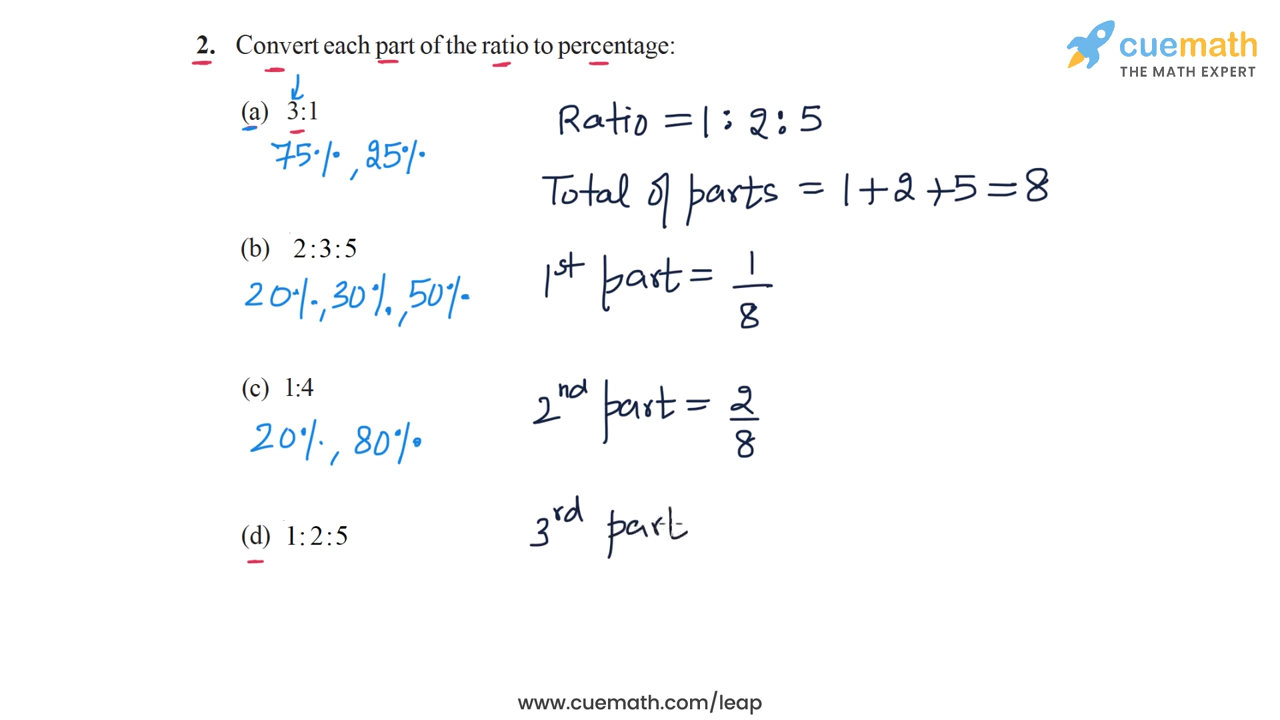 2. Convert each part of the ratio to percentage:
cuemath
THE MATH EXPERT
(a) 3:1
75%, 25%
(b) 2:3:5
20%, 30%, 50%
(c) 1:4
20%, 80%
(d) 1:2:5
Ratio = 1 : 2 : 5
Total of parts = 1+2+5=8
1st part = 1/8
2nd part = 2/8
3rd part
www.cuemath.com/leap